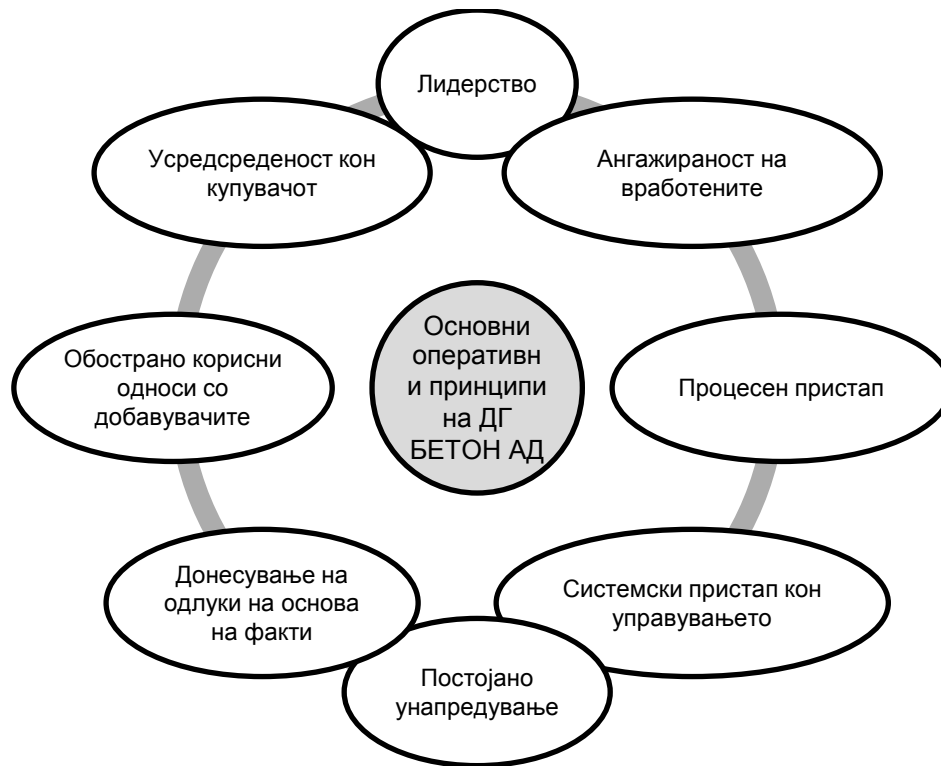 Лидерство
Усредсреденост кон
купувачот
Ангажираност на
вработените
Обострано корисни
односи со
добавувачите
Основни
оперативн
и принципи
на ДГ
БЕТОН АД
Процесен пристап
Донесување на
одлуки на основа
на факти
Системски пристап кон
управувањето
Постојано
унапредување